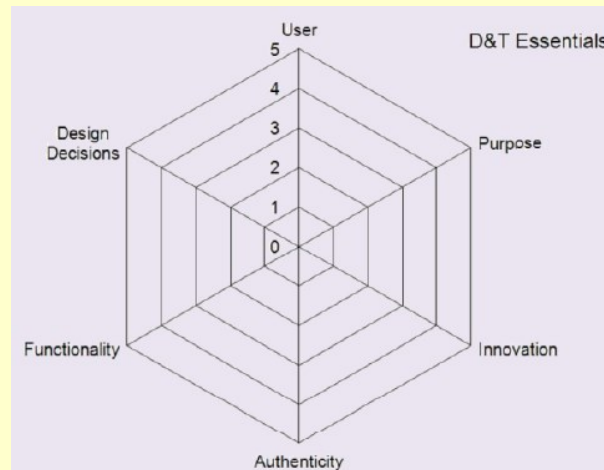 User
D&T Essentials
5
4
3
2
1
0
Design
Decisions
Purpose
Functionality
Innovation
Authenticity